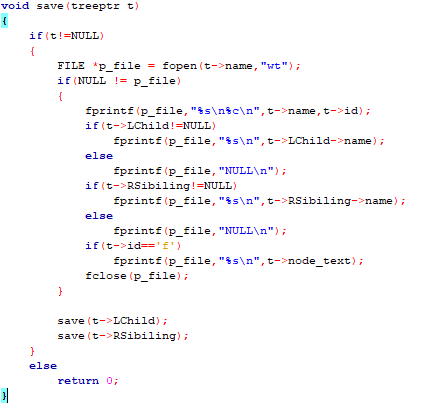 void save(treeptr t)
{
    if(t!=NULL)
    {
        FILE *p_file = fopen(t->name,"wt");
        if(NULL != p_file)
        {
            fprintf(p_file,"%s\n%c\n",t->name,t->id);
            if(t->LChild!=NULL)
                fprintf(p_file,"%s\n",t->LChild->name);
            else
                fprintf(p_file,"NULL\n");
            if(t->RSibiling!=NULL)
                fprintf(p_file,"%s\n",t->RSibiling->name);
            else
                fprintf(p_file,"NULL\n");
            if(t->id=='f')
                fprintf(p_file,"%s\n",t->node_text);
            fclose(p_file);
        }

        save(t->LChild);
        save(t->RSibiling);
    }
    else
        return 0;
}